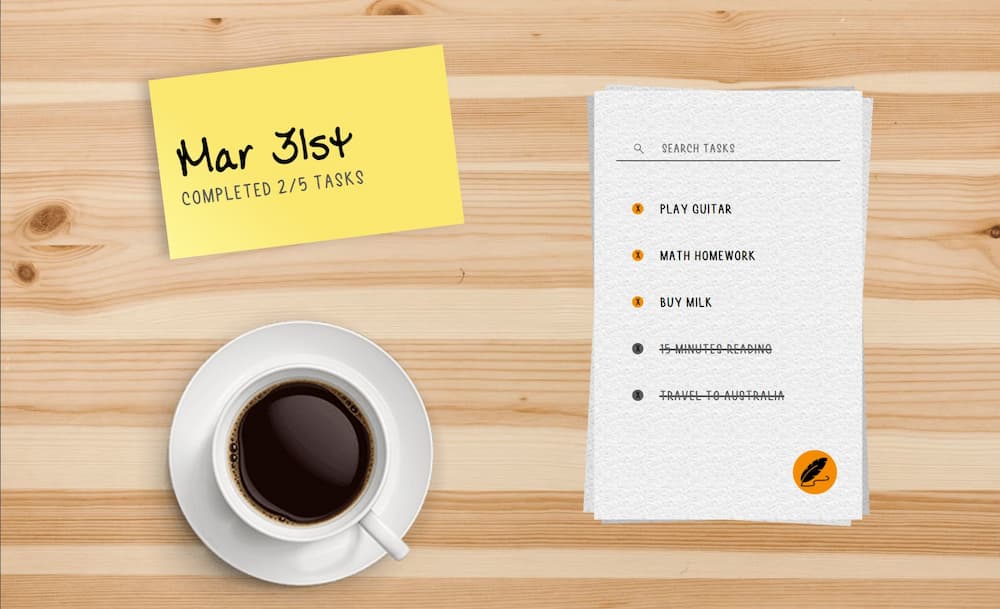 Mar 31st
COMPLETED 2/5 TASKS
SEARCH TASKS
X PLAY GUITAR
X MATH HOMEWORK
X BUY MILK
X 15 MINUTES READING
X TRAVEL TO AUSTRALIA